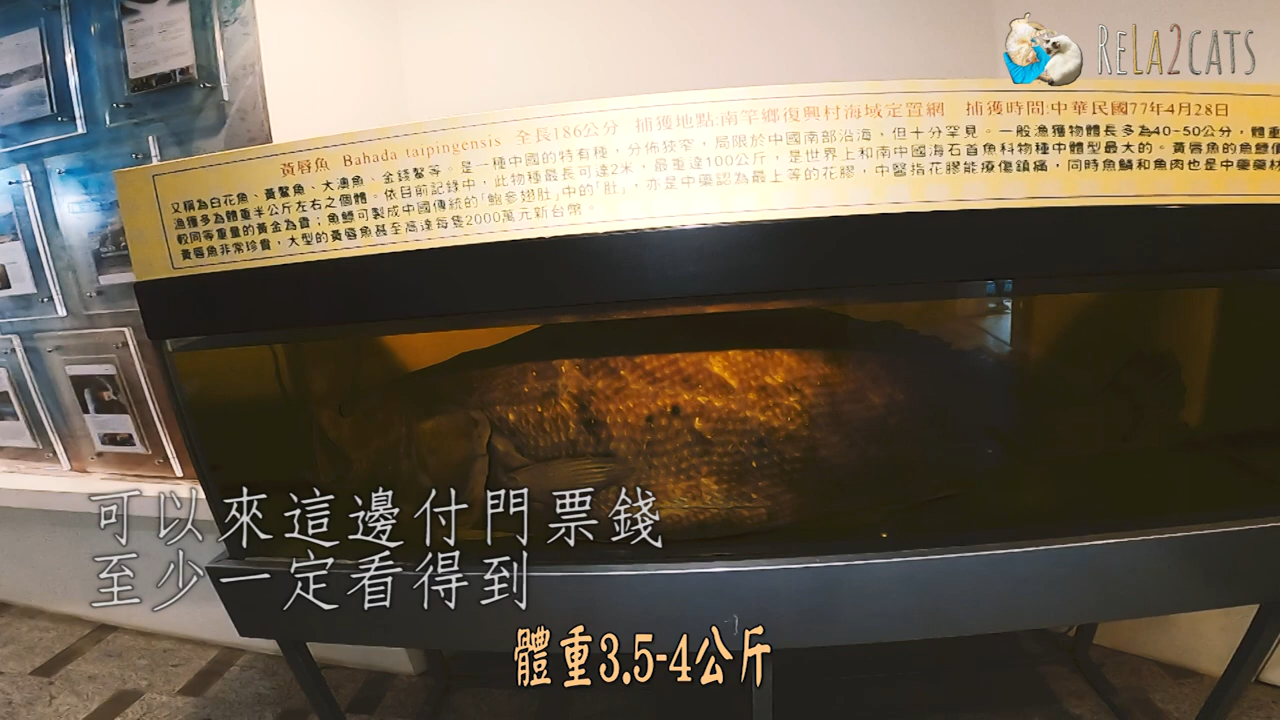 ReLA2CATS
黃唇魚 Bahada taipingensis 全長186公分 捕獲地點:南竿鄉復興村海域定置網 捕獲時間:中華民國77年4月28日
又稱為白花魚、黃鰲魚、大澳魚、金錢鰲等。是一種中國的特有種，分佈狹窄，局限於中國南部沿海，但十分罕見。一般漁獲物體長多為40-50公分，體重
漁獲多為體重半公斤左右之個體。依目前記錄中，此物種最長可達2米，最重達100公斤，是世界上和南中國海石首魚科物種中體型最大的。黃唇魚的魚鰾價
較同等重量的黃金為貴；魚鰾可製成中國傳統的「鮑參翅肚」中的「肚」，亦是中藥認為最上等的花膠，中醫指花膠能療傷鎮痛，同時魚鱗和魚肉也是中藥藥材
黃唇魚非常珍貴，大型的黃唇魚甚至高達每隻2000萬元新台幣。
可以來這邊付門票錢
至少一定看得到
體重3.5-4公斤